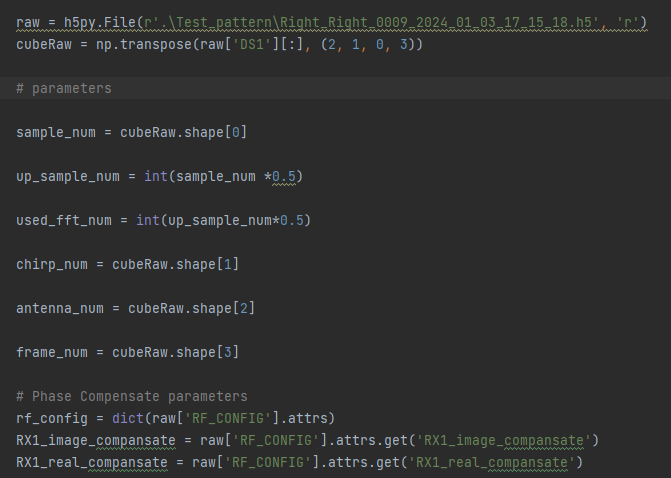 raw = h5py.File(r'.\Test_pattern\Right_Right_0009_2024_01_03_17_15_18.h5', 'r')
cubeRaw = np.transpose(raw['DS1'][:], (2, 1, 0, 3))
# parameters
sample_num = cubeRaw.shape[0]
up_sample_num = int(sample_num *0.5)
used_fft_num = int(up_sample_num*0.5)
chirp_num = cubeRaw.shape[1]
antenna_num = cubeRaw.shape[2]
frame_num = cubeRaw.shape[3]
# Phase Compensate parameters
rf_config = dict(raw['RF_CONFIG'].attrs)
RX1_image_compansate = raw['RF_CONFIG'].attrs.get('RX1_image_compansate')
RX1_real_compansate = raw['RF_CONFIG'].attrs.get('RX1_real_compansate')